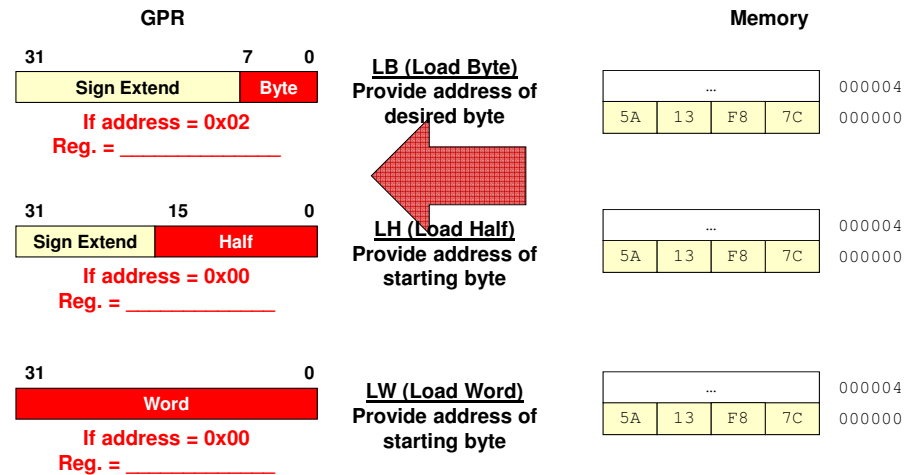 GPR
Memory
31 7 0
Sign Extend Byte
If address = 0x02
Reg. = ______________
LB (Load Byte)
Provide address of
desired byte
… 000004
5A 13 F8 7C 000000
31 15 0
Sign Extend Half
If address = 0x00
Reg. = ______________
LH (Load Half)
Provide address of
starting byte
… 000004
5A 13 F8 7C 000000
31 0
Word
If address = 0x00
Reg. = ______________
LW (Load Word)
Provide address of
starting byte
… 000004
5A 13 F8 7C 000000